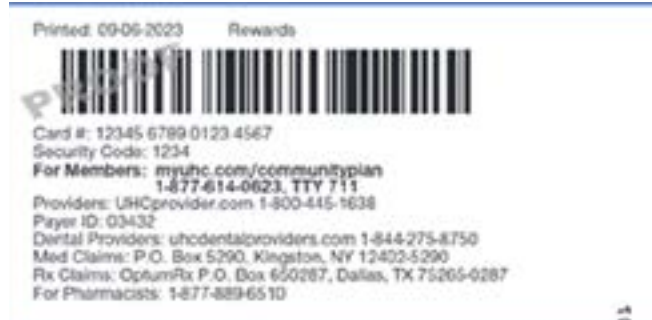 Printed: 09-06-2023 Rewards
PROOF
Card #: 12345 6789 0123 4567
Security Code: 1234
For Members: myuhc.com/communityplan
1-877-614-0623, TTY 711
Providers: UHCprovider.com 1-800-445-1638
Payer ID: 03432
Dental Providers: uhcdentalproviders.com 1-844-275-8750
Med Claims: P.O. Box 5290, Kingston, NY 12402-5290
Rx Claims: OptumRx P.O. Box 650287, Dallas, TX 75265-0287
For Pharmacists: 1-877-889-6510